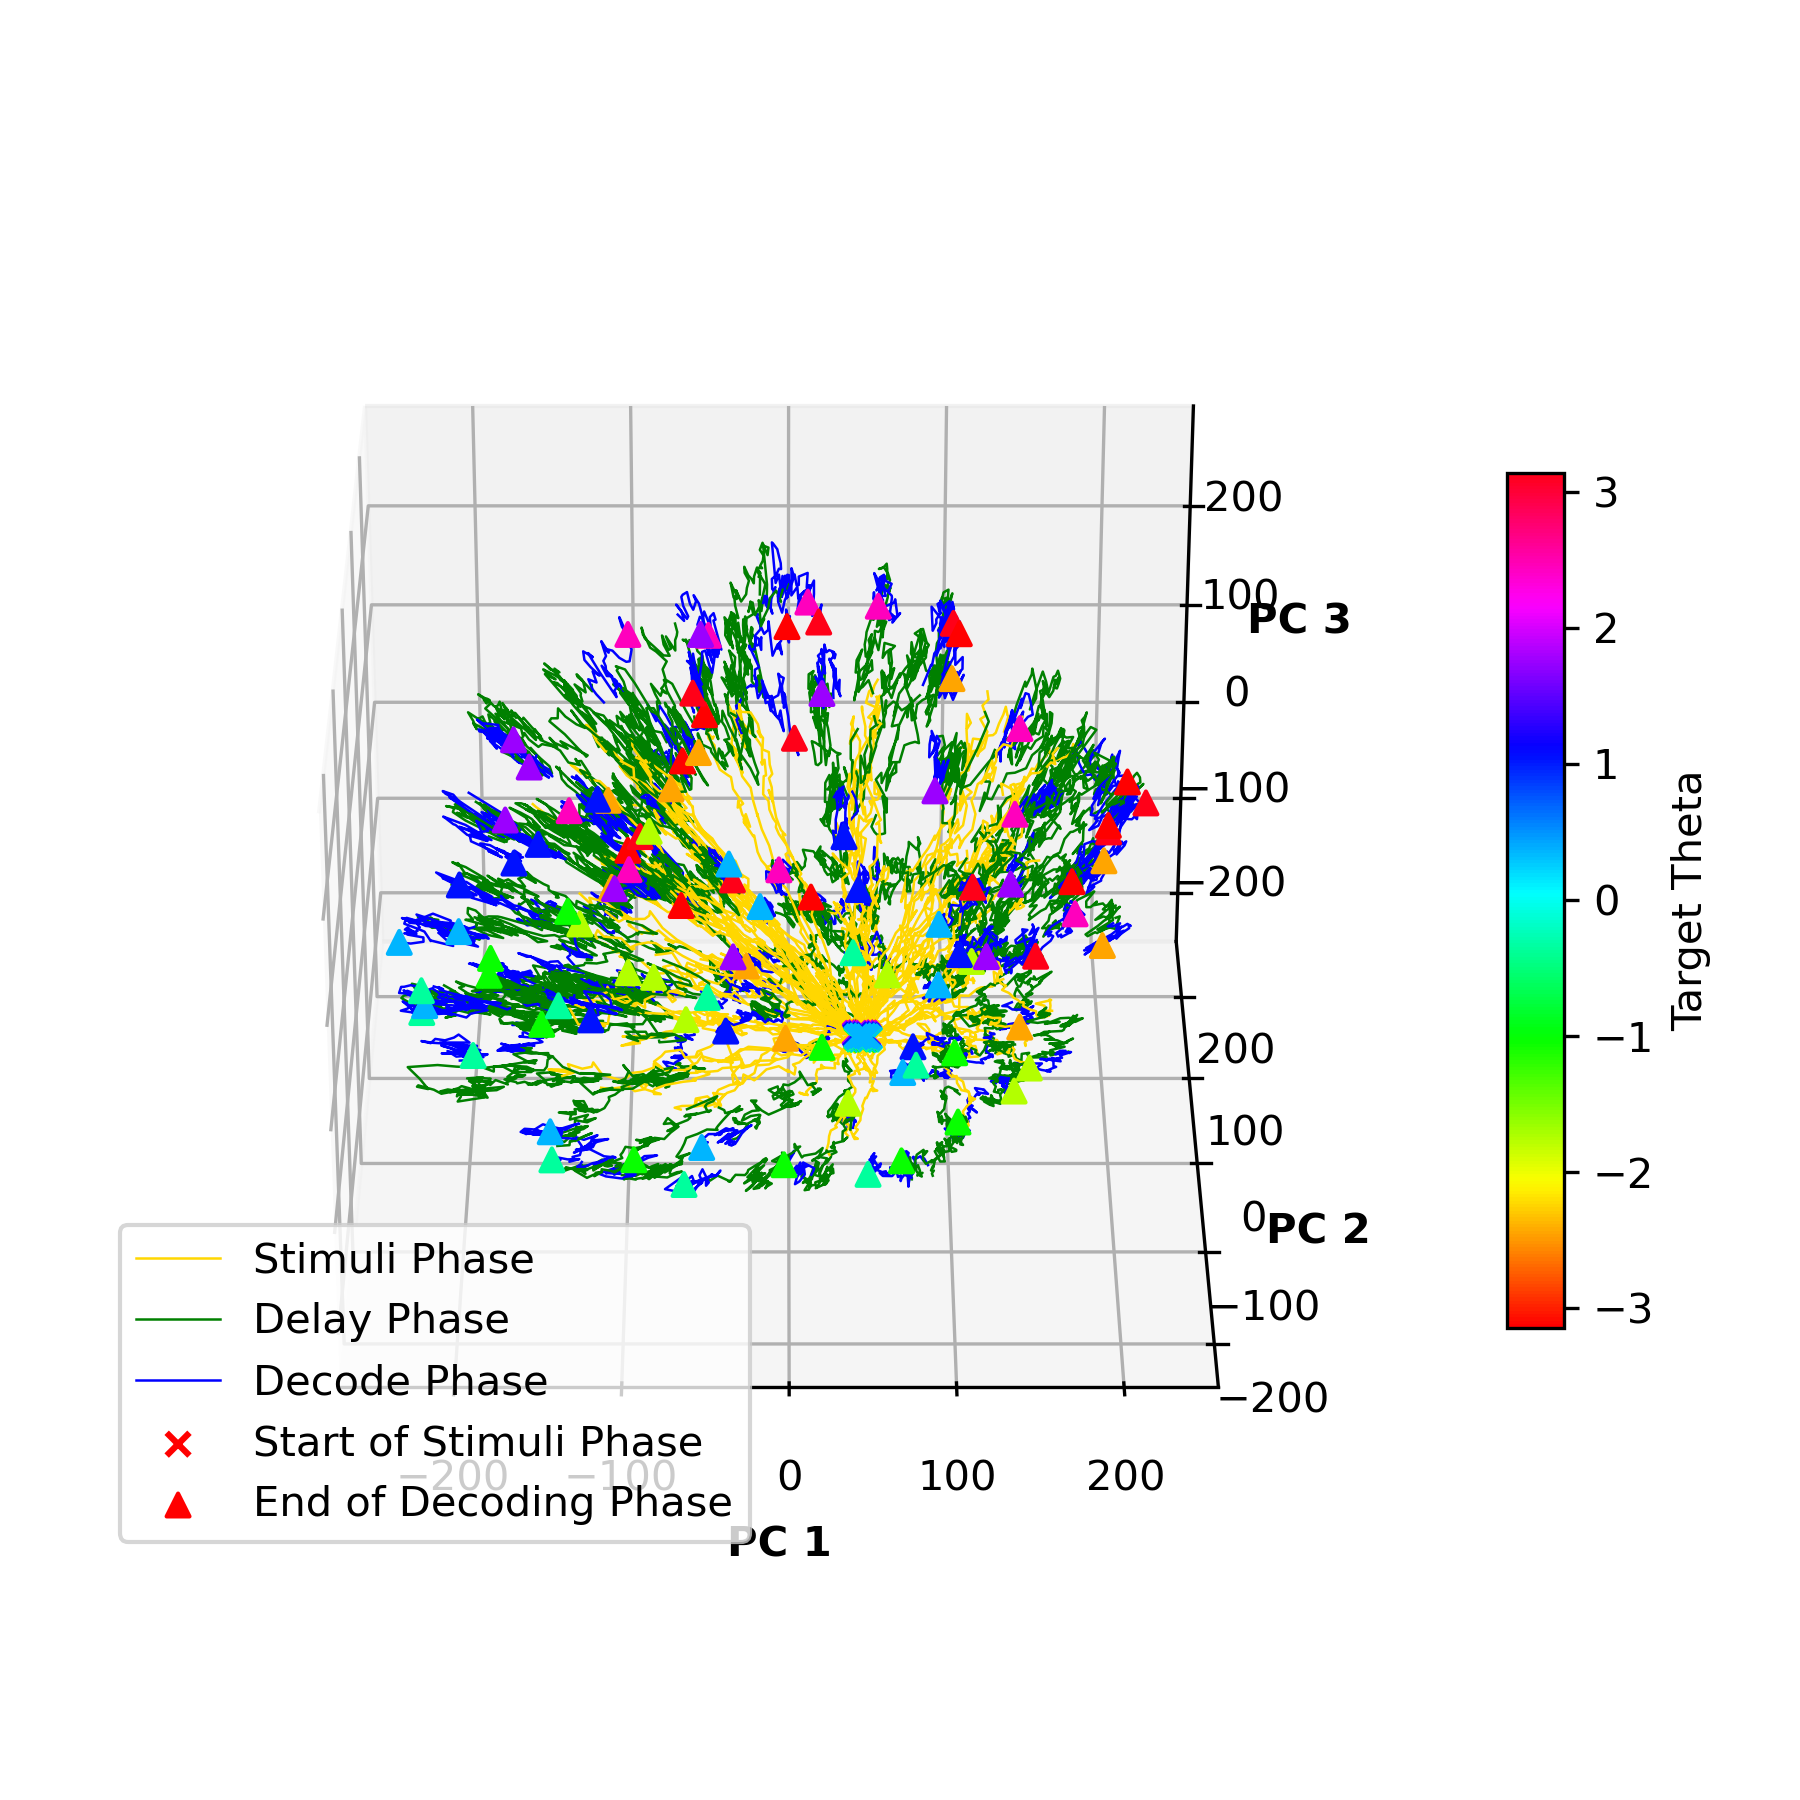 200
100
PC 3
0
−100
−200
200
100
0
PC 2
−100
−200
−200 −100 0 100 200
PC 1
Stimuli Phase
Delay Phase
Decode Phase
Start of Stimuli Phase
End of Decoding Phase
3
2
1
0
−1
−2
−3
Target Theta